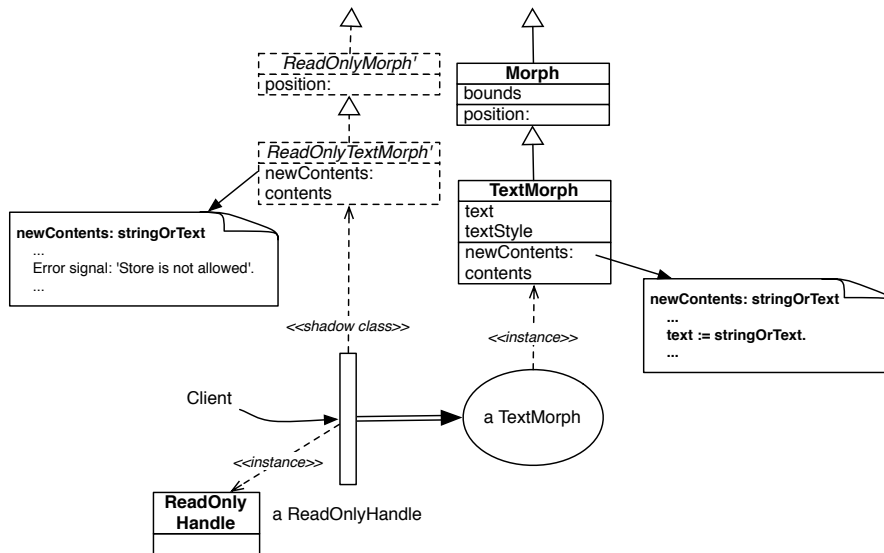 ReadOnlyMorph'
position:
Morph
bounds
position:
ReadOnlyTextMorph'
newContents:
contents
TextMorph
text
textStyle
newContents:
contents
newContents: stringOrText
...
Error signal: 'Store is not allowed'.
...
newContents: stringOrText
...
text := stringOrText.
...
<<shadow class>>
<<instance>>
Client
a TextMorph
<<instance>>
ReadOnly
Handle
a ReadOnlyHandle